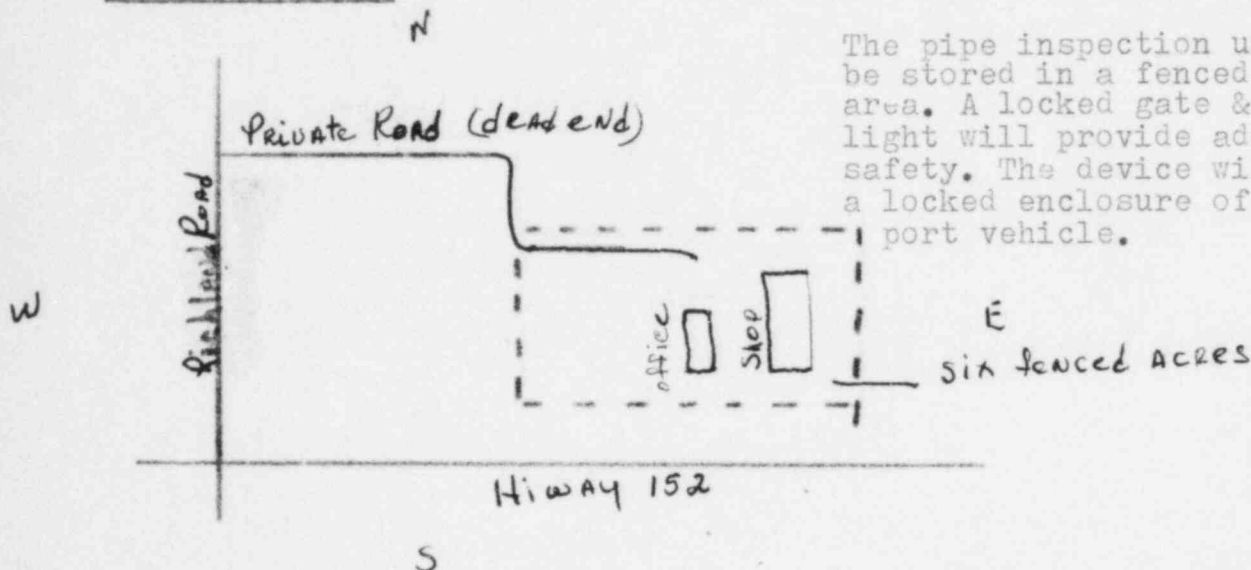 N
The pipe inspection u
be stored in a fenced
area. A locked gate &
light will provide ad
safety. The device wi
a locked enclosure of
port vehicle.
Private Road (dead end)
Richland Road
W
office
Shop
E
six fenced Acres
Hiway 152
S